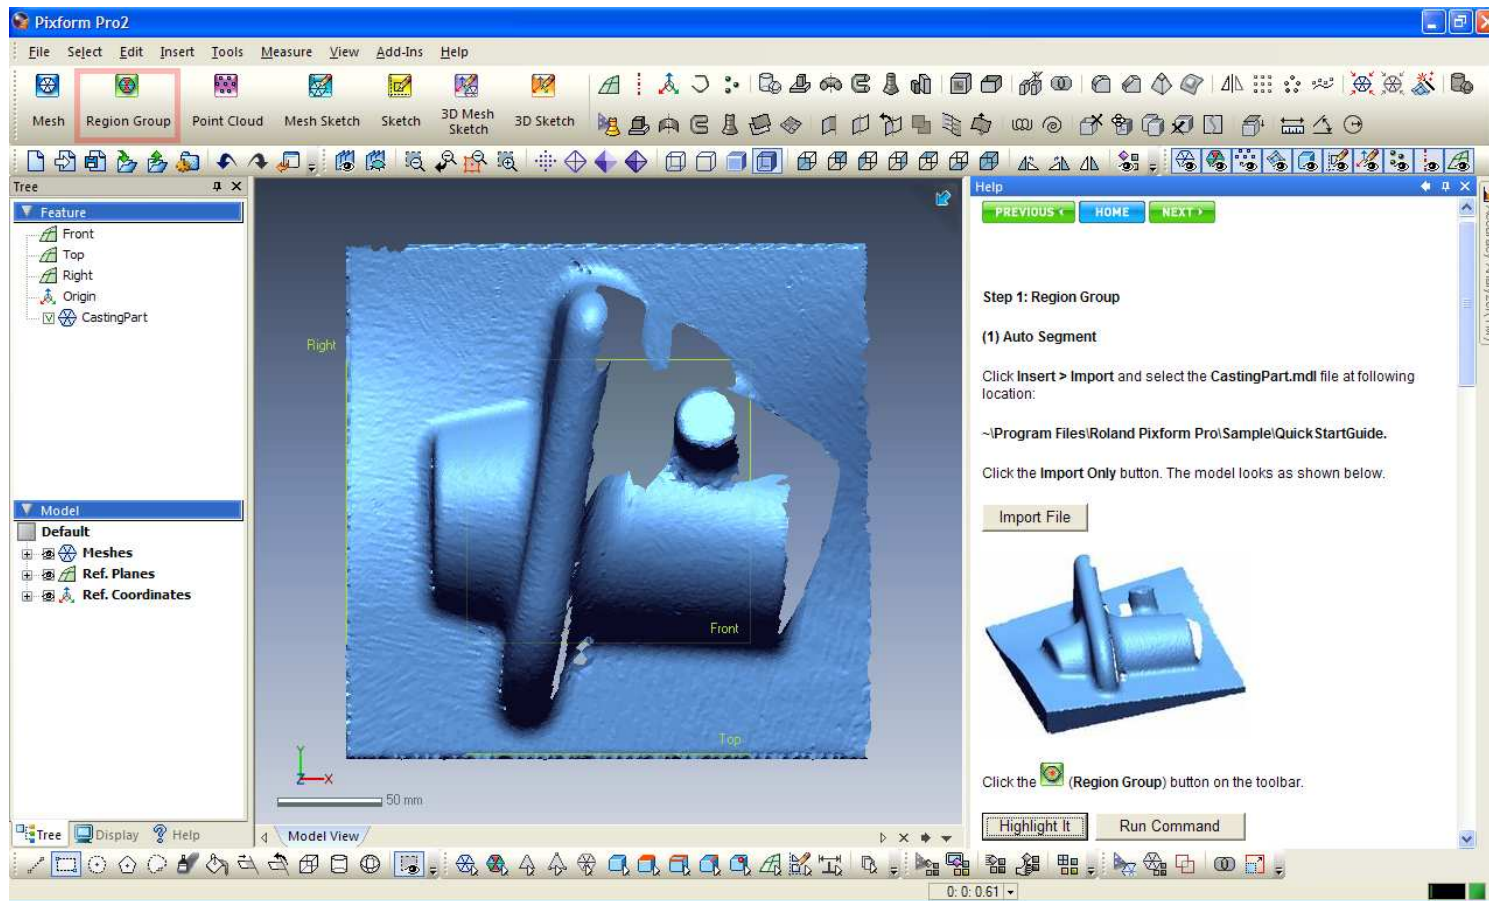 Pixform Pro2
File Select Edit Insert Tools Measure View Add-Ins Help
Mesh Region Group Point Cloud Mesh Sketch Sketch 3D Mesh Sketch 3D Sketch
Tree
Feature
Front
Top
Right
Origin
CastingPart
Model
Default
Meshes
Ref. Planes
Ref. Coordinates
Tree Display Help
Right
Front
Top
Y
Z X
50 mm
Model View
Help
PREVIOUS HOME NEXT
Step 1: Region Group
(1) Auto Segment
Click Insert > Import and select the CastingPart.mdl file at following
location:
~\Program Files\Roland Pixform Pro\Sample\QuickStartGuide.
Click the Import Only button. The model looks as shown below.
Import File
Click the (Region Group) button on the toolbar.
Highlight It Run Command
0: 0: 0.61